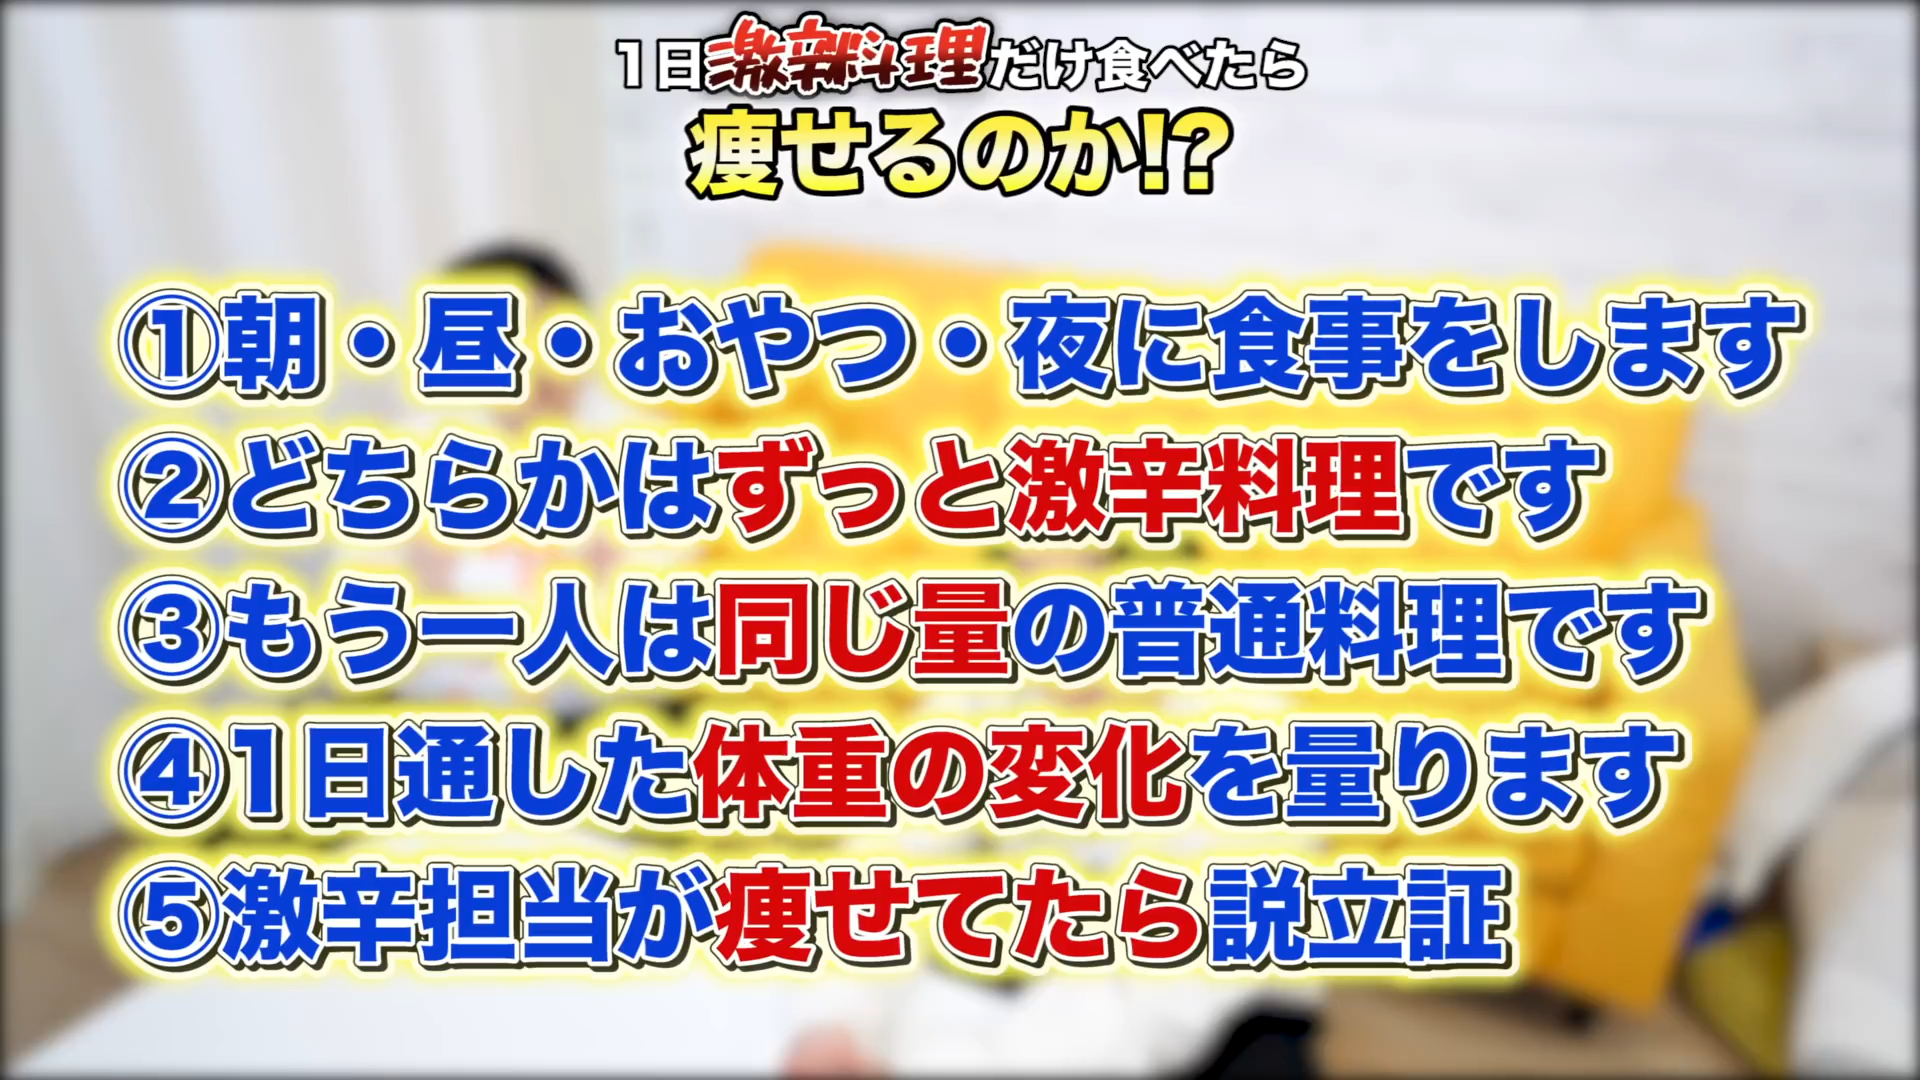 1日激辛料理だけ食べたら
痩せるのか!?
①朝・昼・おやつ・夜に食事をします
②どちらかはずっと激辛料理です
③もう一人は同じ量の普通料理です
④1日通した体重の変化を量ります
⑤激辛担当が痩せてたら説立証